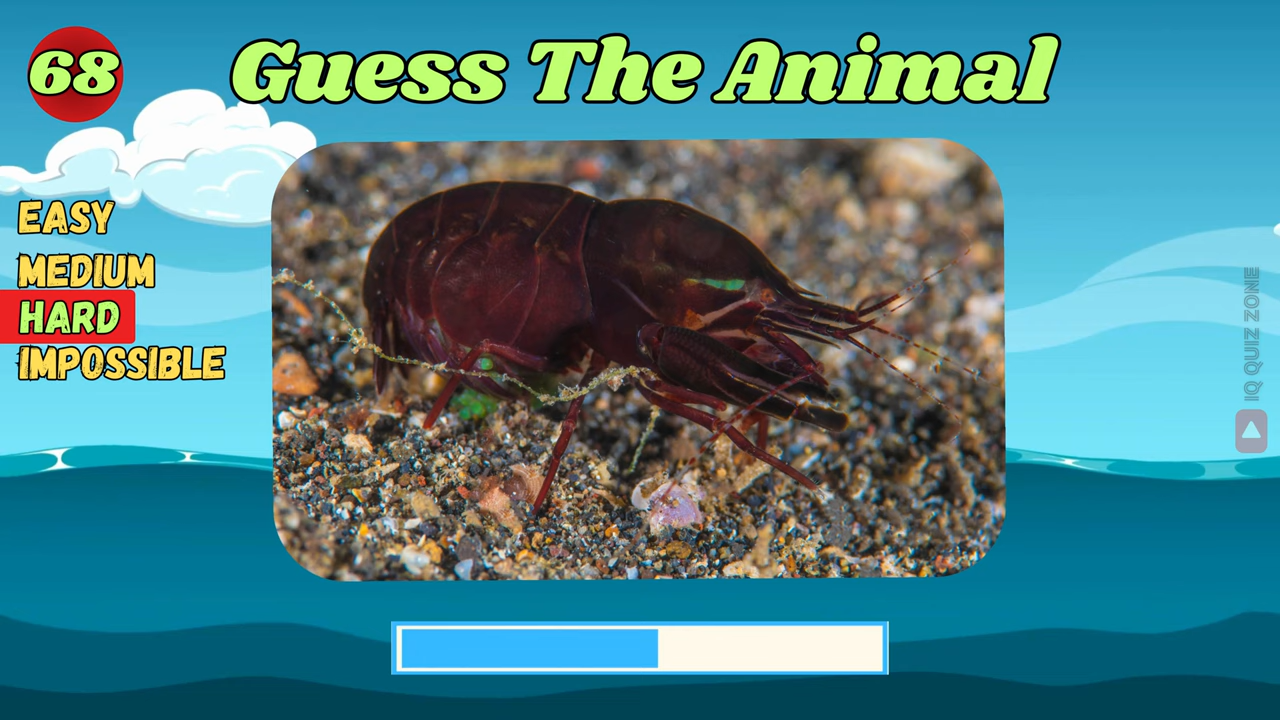 68
Guess The Animal
EASY
MEDIUM
HARD
IMPOSSIBLE
IQ QUIZ ZONE